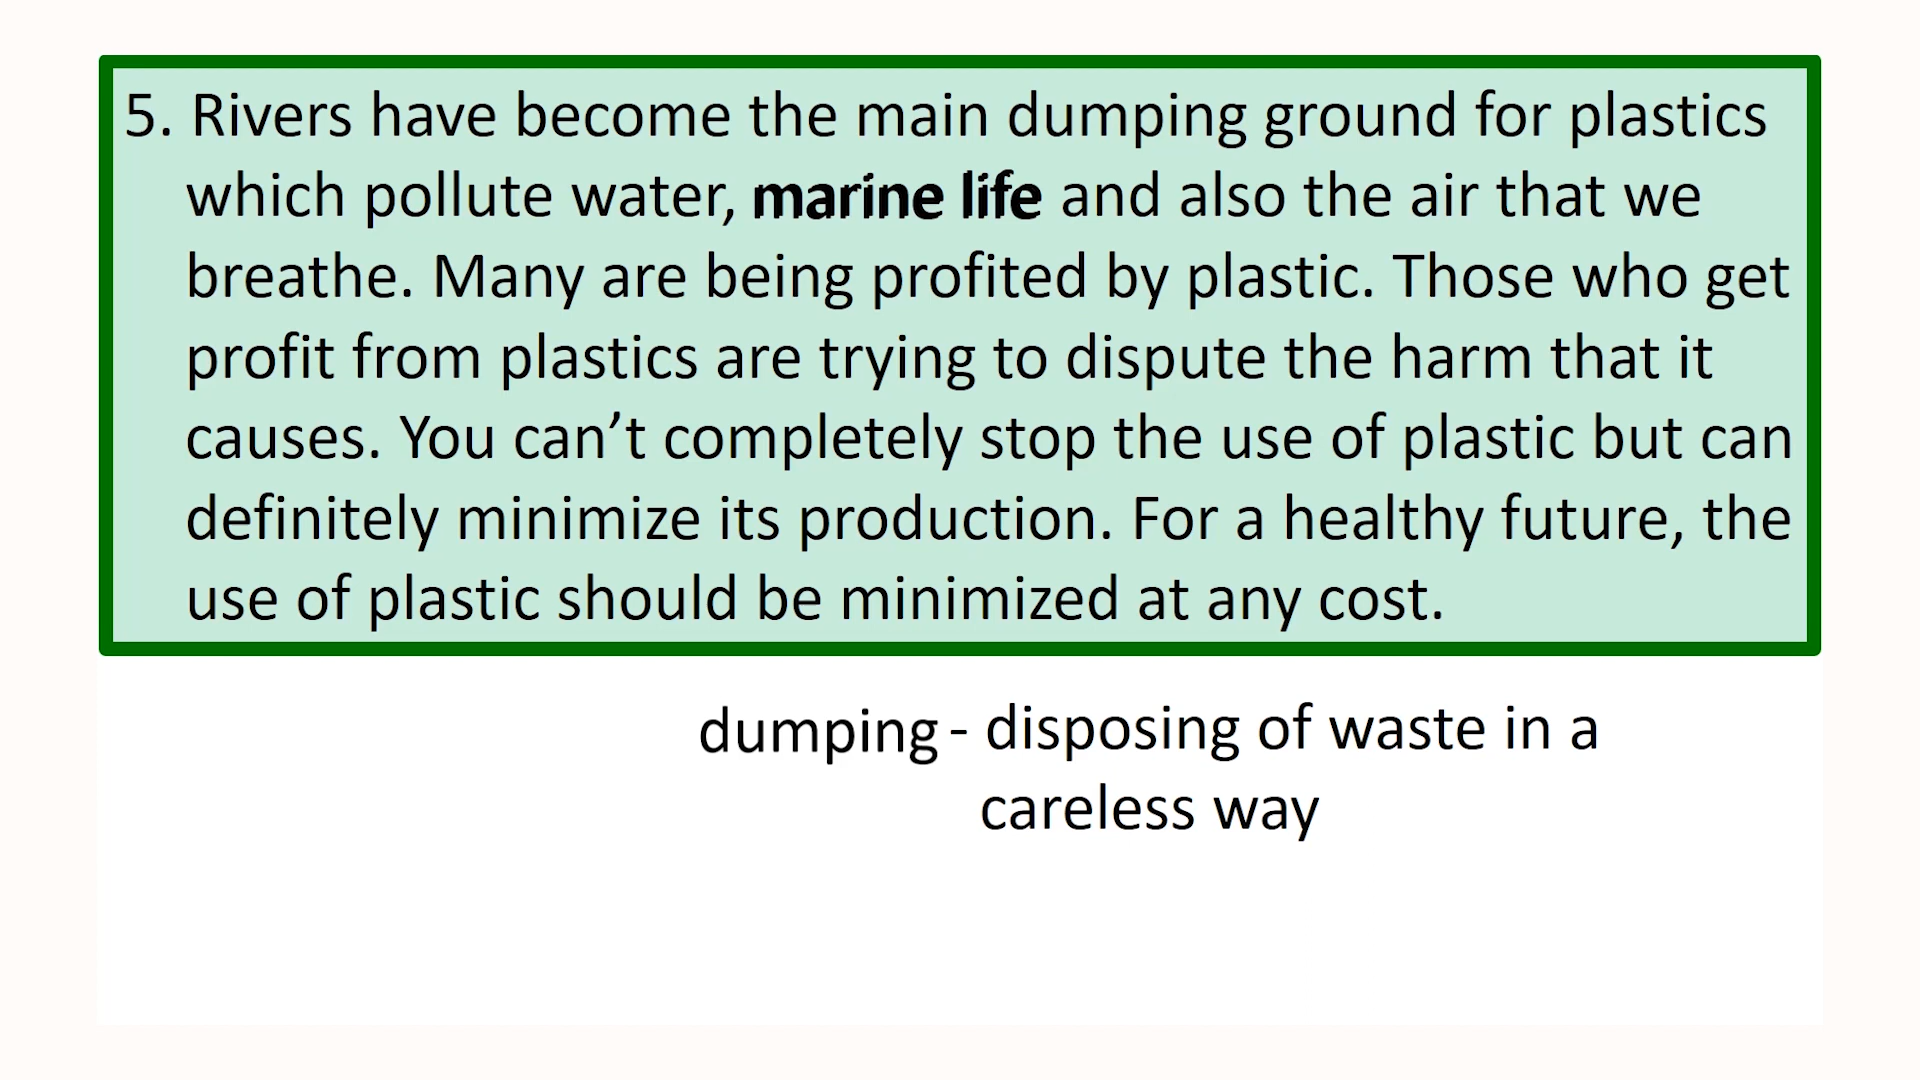 5. Rivers have become the main dumping ground for plastics
which pollute water, marine life and also the air that we
breathe. Many are being profited by plastic. Those who get
profit from plastics are trying to dispute the harm that it
causes. You can’t completely stop the use of plastic but can
definitely minimize its production. For a healthy future, the
use of plastic should be minimized at any cost.
dumping - disposing of waste in a
careless way